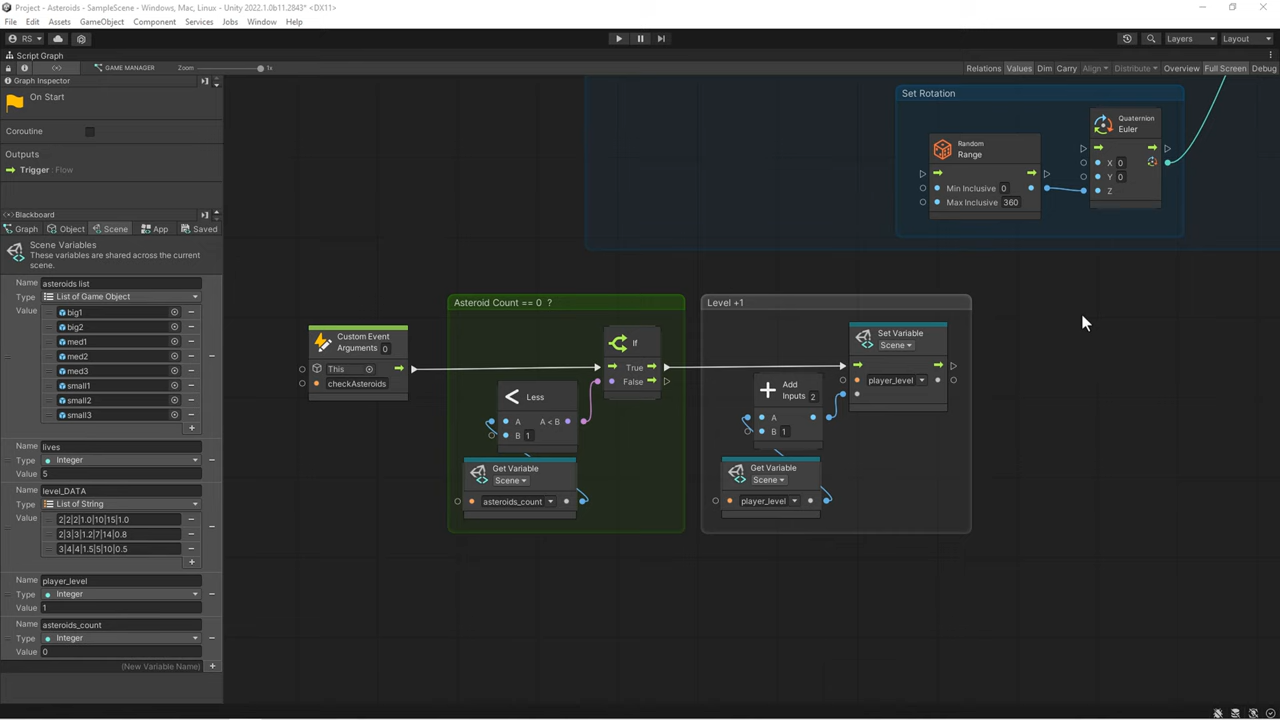 Project - Asteroids - SampleScene - Windows, Mac, Linux - Unity 2022.1.0b11.2843* <DX11>
File Edit Assets GameObject Component Services Jobs Window Help
RS Layers Layout
Script Graph
GAME MANAGER Zoom 1x Relations Values Dim Carry Align Distribute Overview Full Screen Debug
Graph Inspector
On Start
Coroutine
Outputs
Trigger: Flow
Blackboard
Graph Object Scene App Saved
Scene Variables
These variables are shared across the current
scene.
Name asteroids list
Type List of Game Object
Value big1
big2
med1
med2
med3
small1
small2
small3
Name lives
Type Integer
Value 5
Name level_DATA
Type List of String
Value 2|2|2|1.0|10|15|1.0
2|3|3|1.2|7|14|0.8
3|4|4|1.5|5|10|0.5
Name player_level
Type Integer
Value 1
Name asteroids_count
Type Integer
Value 0
(New Variable Name)
Set Rotation
Random
Range
Min Inclusive 0
Max Inclusive 360
Quaternion
Euler
X 0
Y 0
Z
Custom Event
Arguments 0
This
checkAsteroids
Asteroid Count == 0 ?
If
True
False
Less
A A < B
B 1
Get Variable
Scene
asteroids_count
Level +1
Set Variable
Scene
player_level
Add
Inputs 2
A
B 1
Get Variable
Scene
player_level